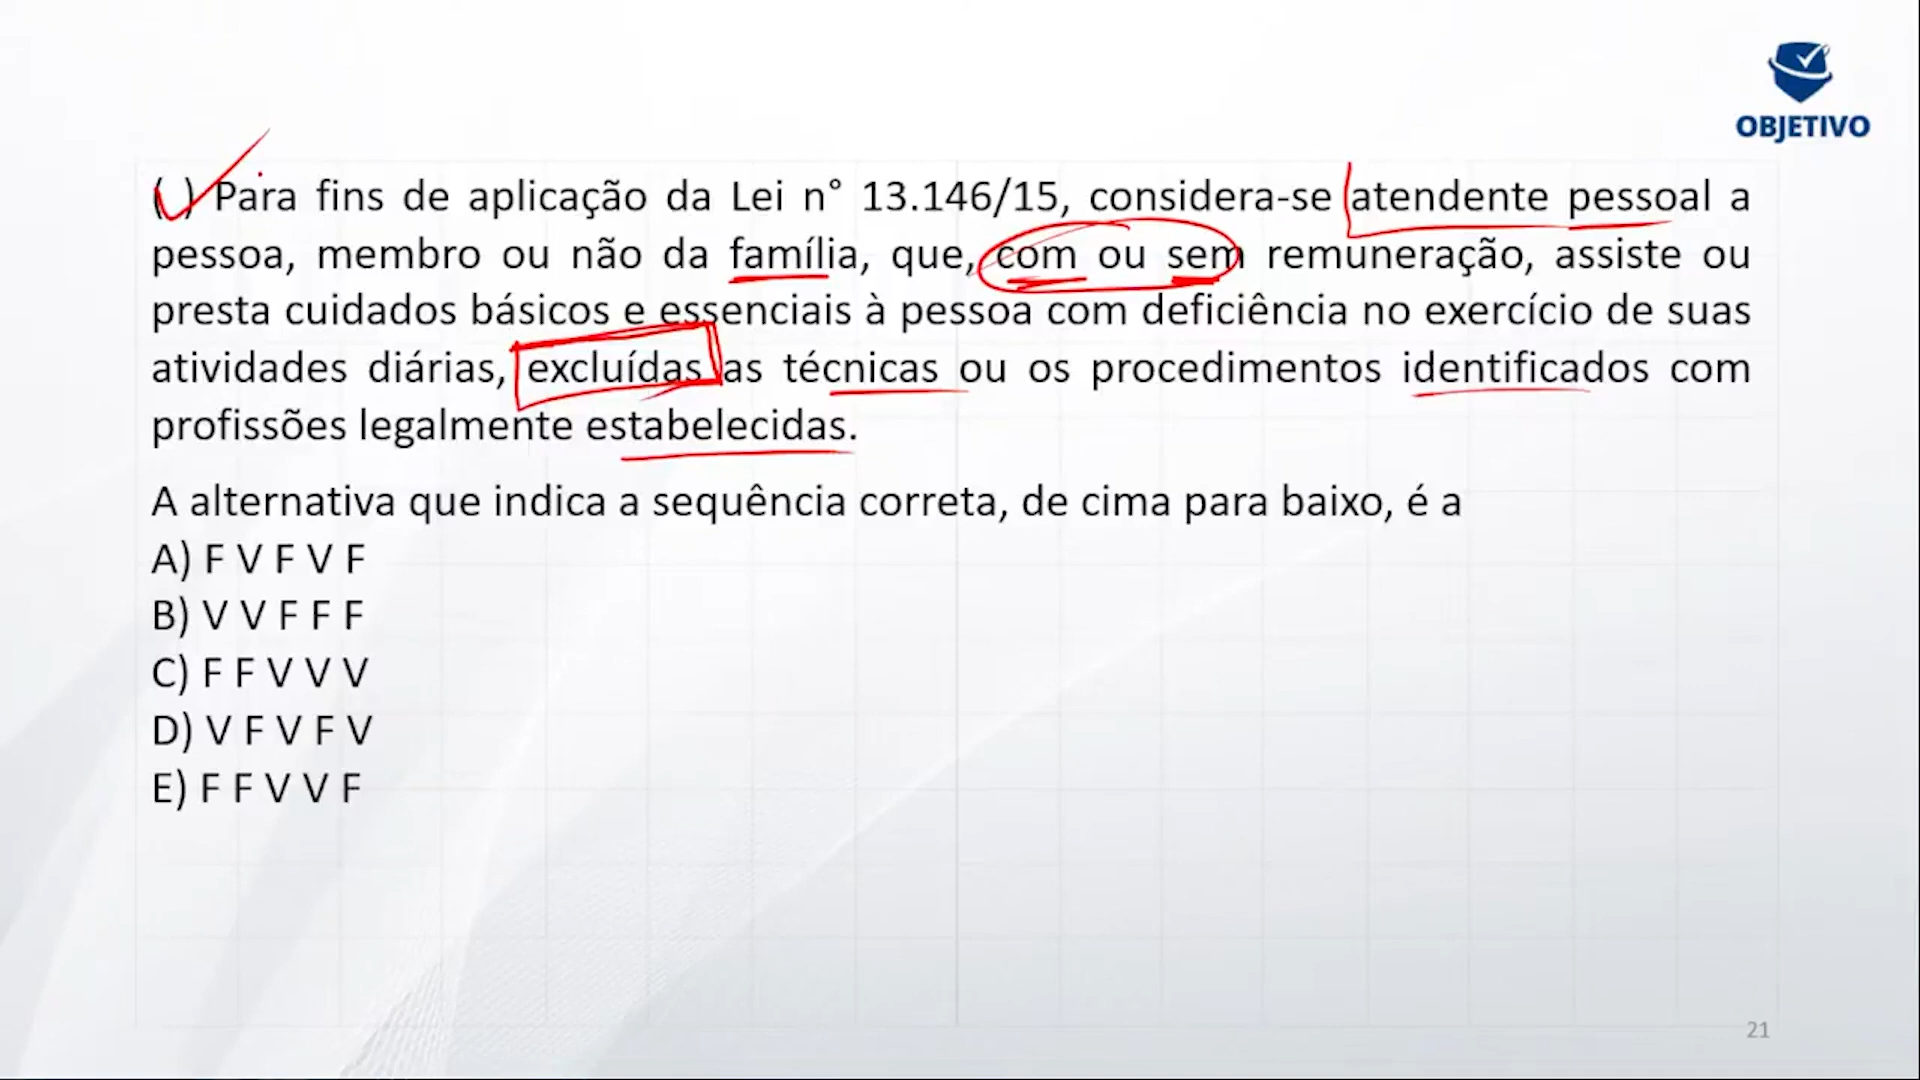 OBJETIVO
( ) Para fins de aplicação da Lei n° 13.146/15, considera-se atendente pessoal a
pessoa, membro ou não da família, que, com ou sem remuneração, assiste ou
presta cuidados básicos e essenciais à pessoa com deficiência no exercício de suas
atividades diárias, excluídas as técnicas ou os procedimentos identificados com
profissões legalmente estabelecidas.
A alternativa que indica a sequência correta, de cima para baixo, é a
A) F V F V F
B) V V F F F
C) F F V V V
D) V F V F V
E) F F V V F
21